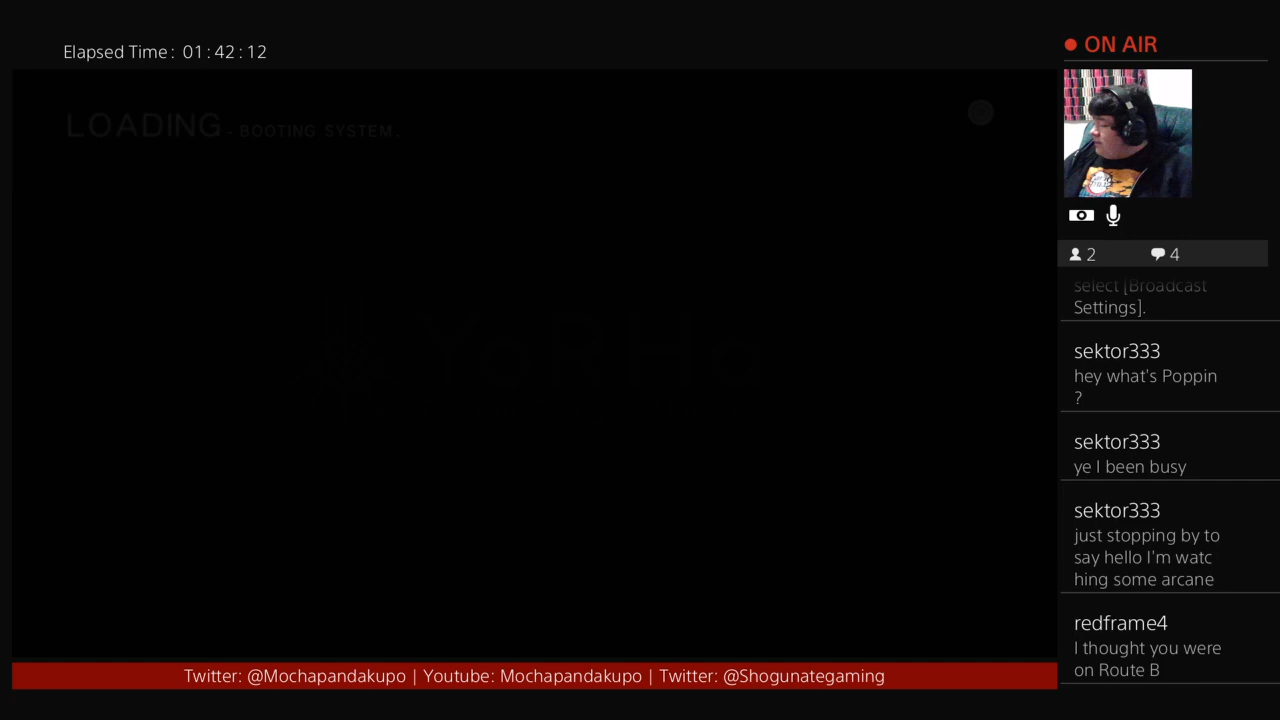 Elapsed Time: 01:42:12
ON AIR
LOADING - BOOTING SYSTEM.
YoRHa
2
4
select [Broadcast
Settings].
sektor333
hey what's Poppin
?
sektor333
ye I been busy
sektor333
just stopping by to
say hello I'm watc
hing some arcane
redframe4
I thought you were
on Route B
Twitter: @Mochapandakupo | Youtube: Mochapandakupo | Twitter: @Shogunategaming